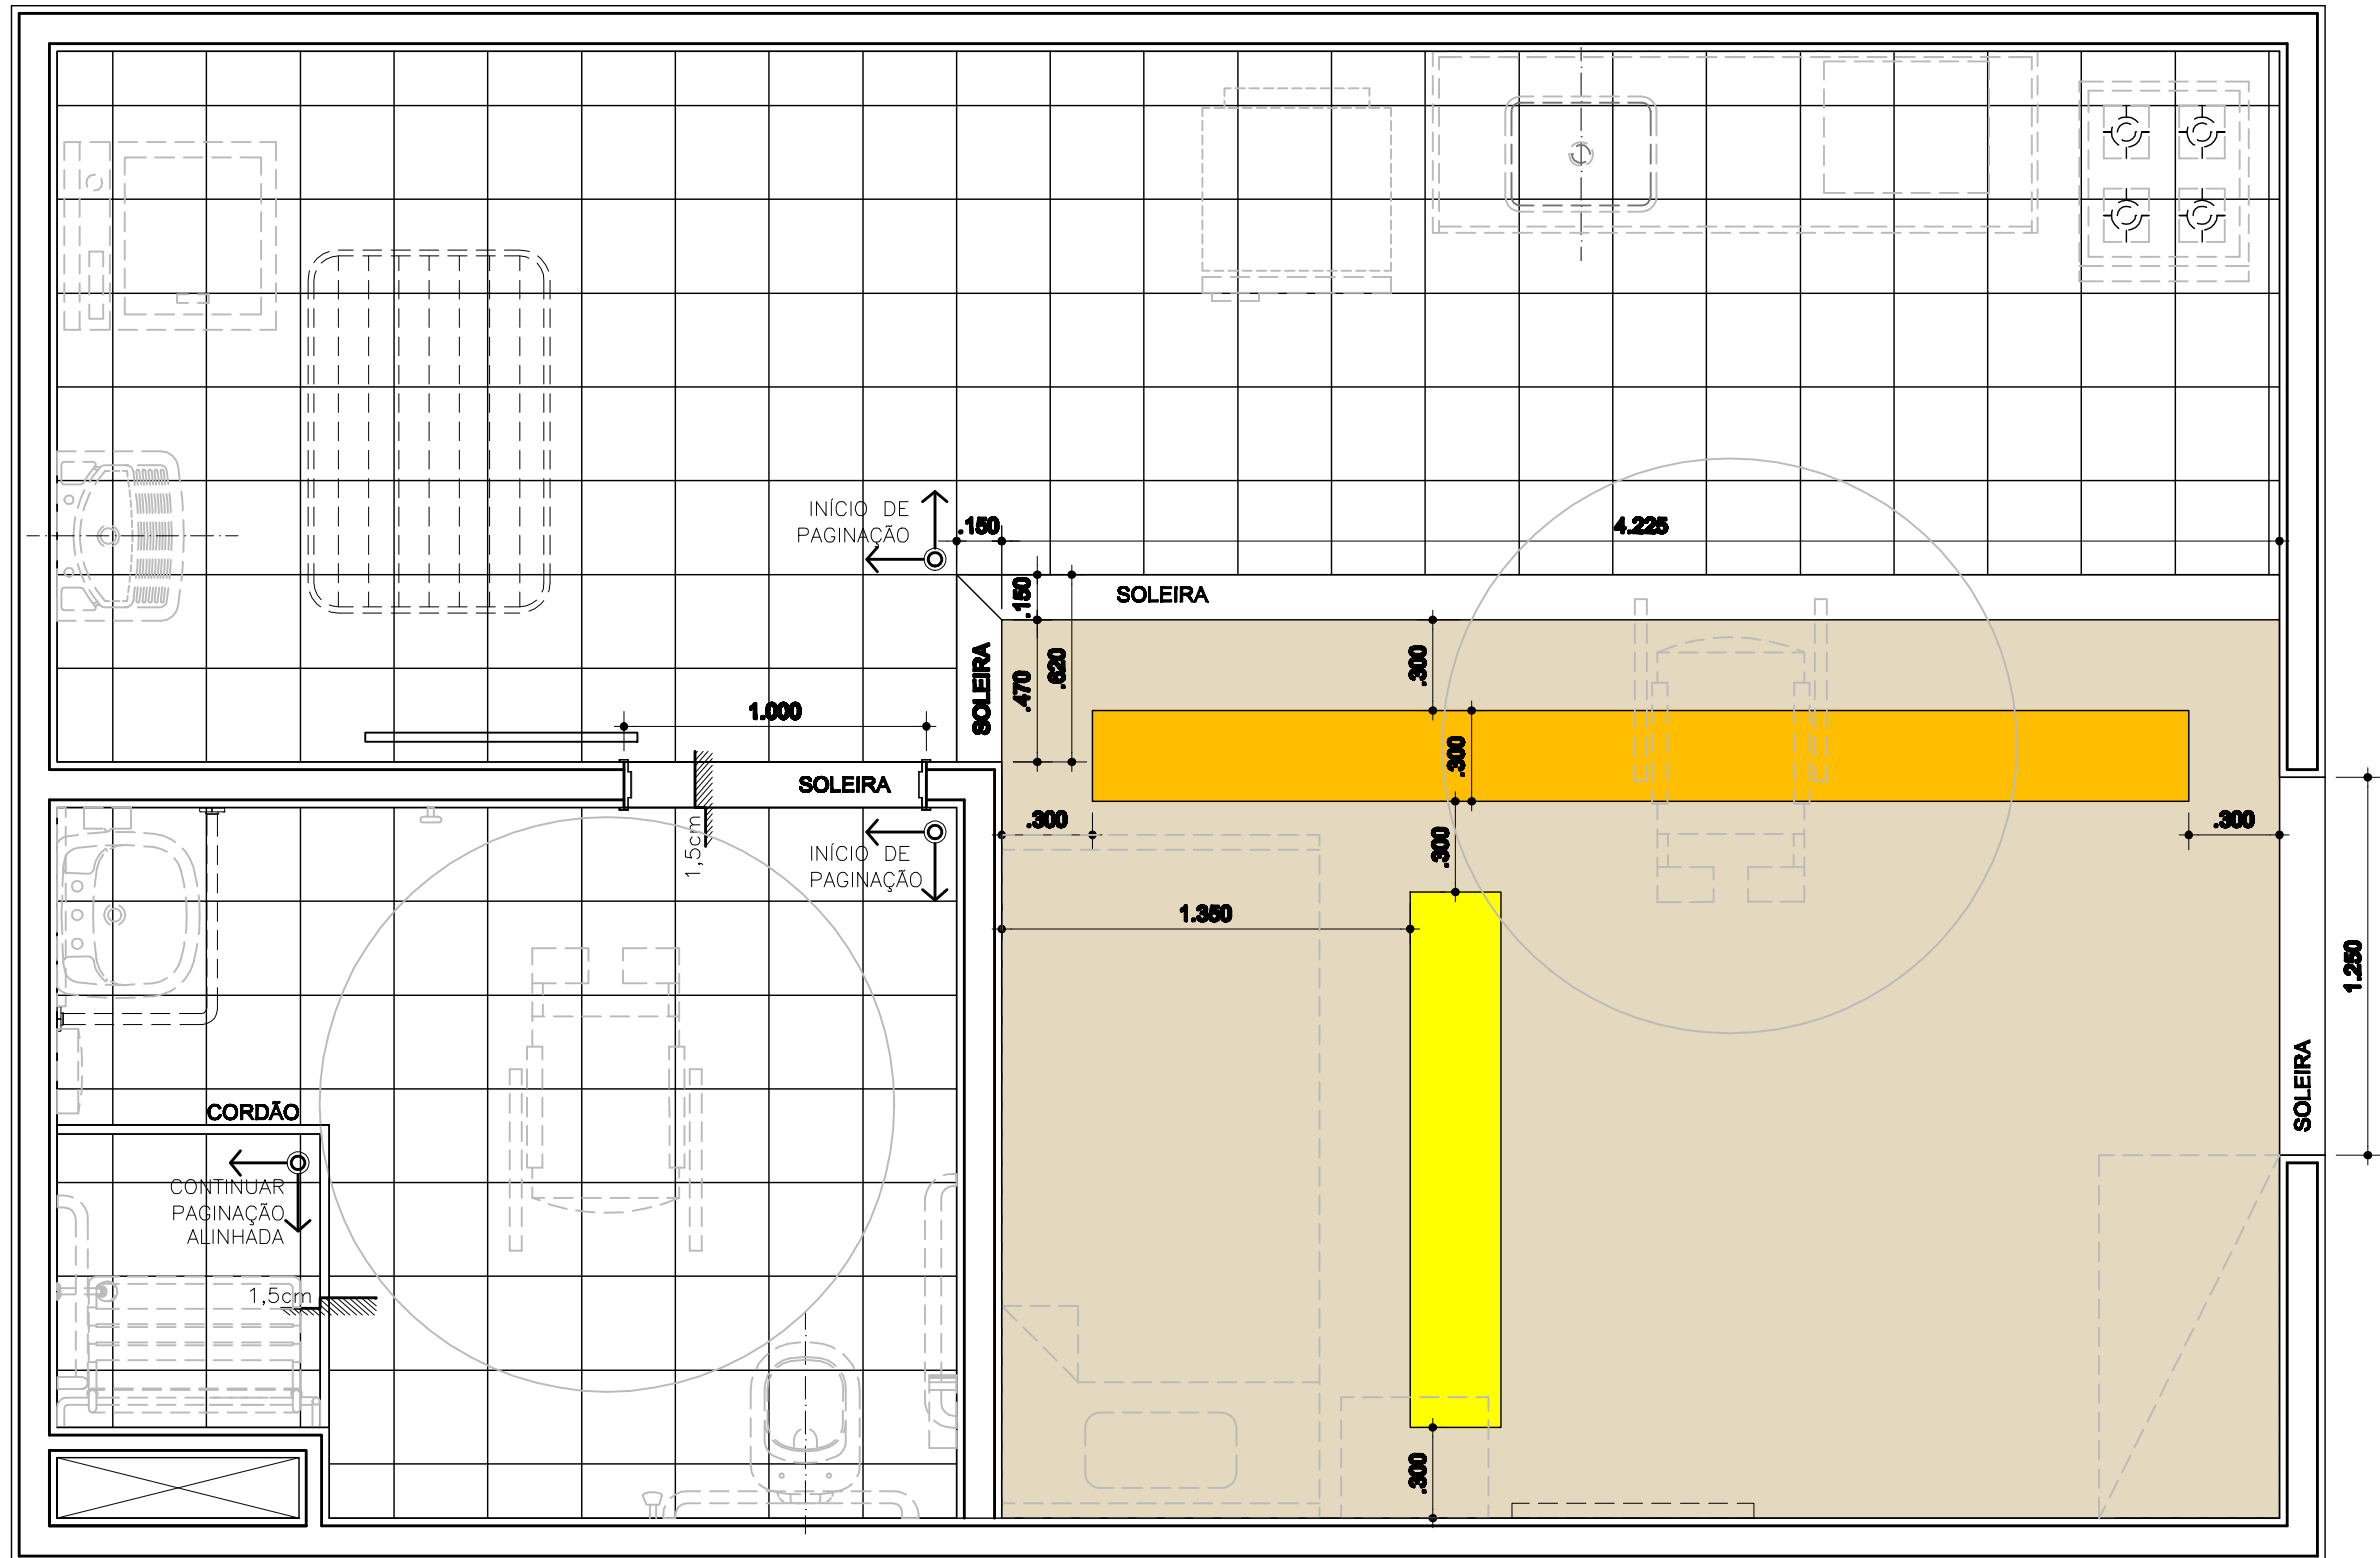 INÍCIO DE
PAGINAÇÃO
.150
4.225
.150
SOLEIRA
SOLEIRA
.470
.620
.300
1.000
.300
SOLEIRA
.300
.300
.300
1,5cm
INÍCIO DE
PAGINAÇÃO
1.350
1.250
SOLEIRA
CORDÃO
CONTINUAR
PAGINAÇÃO
ALINHADA
1,5cm
.300